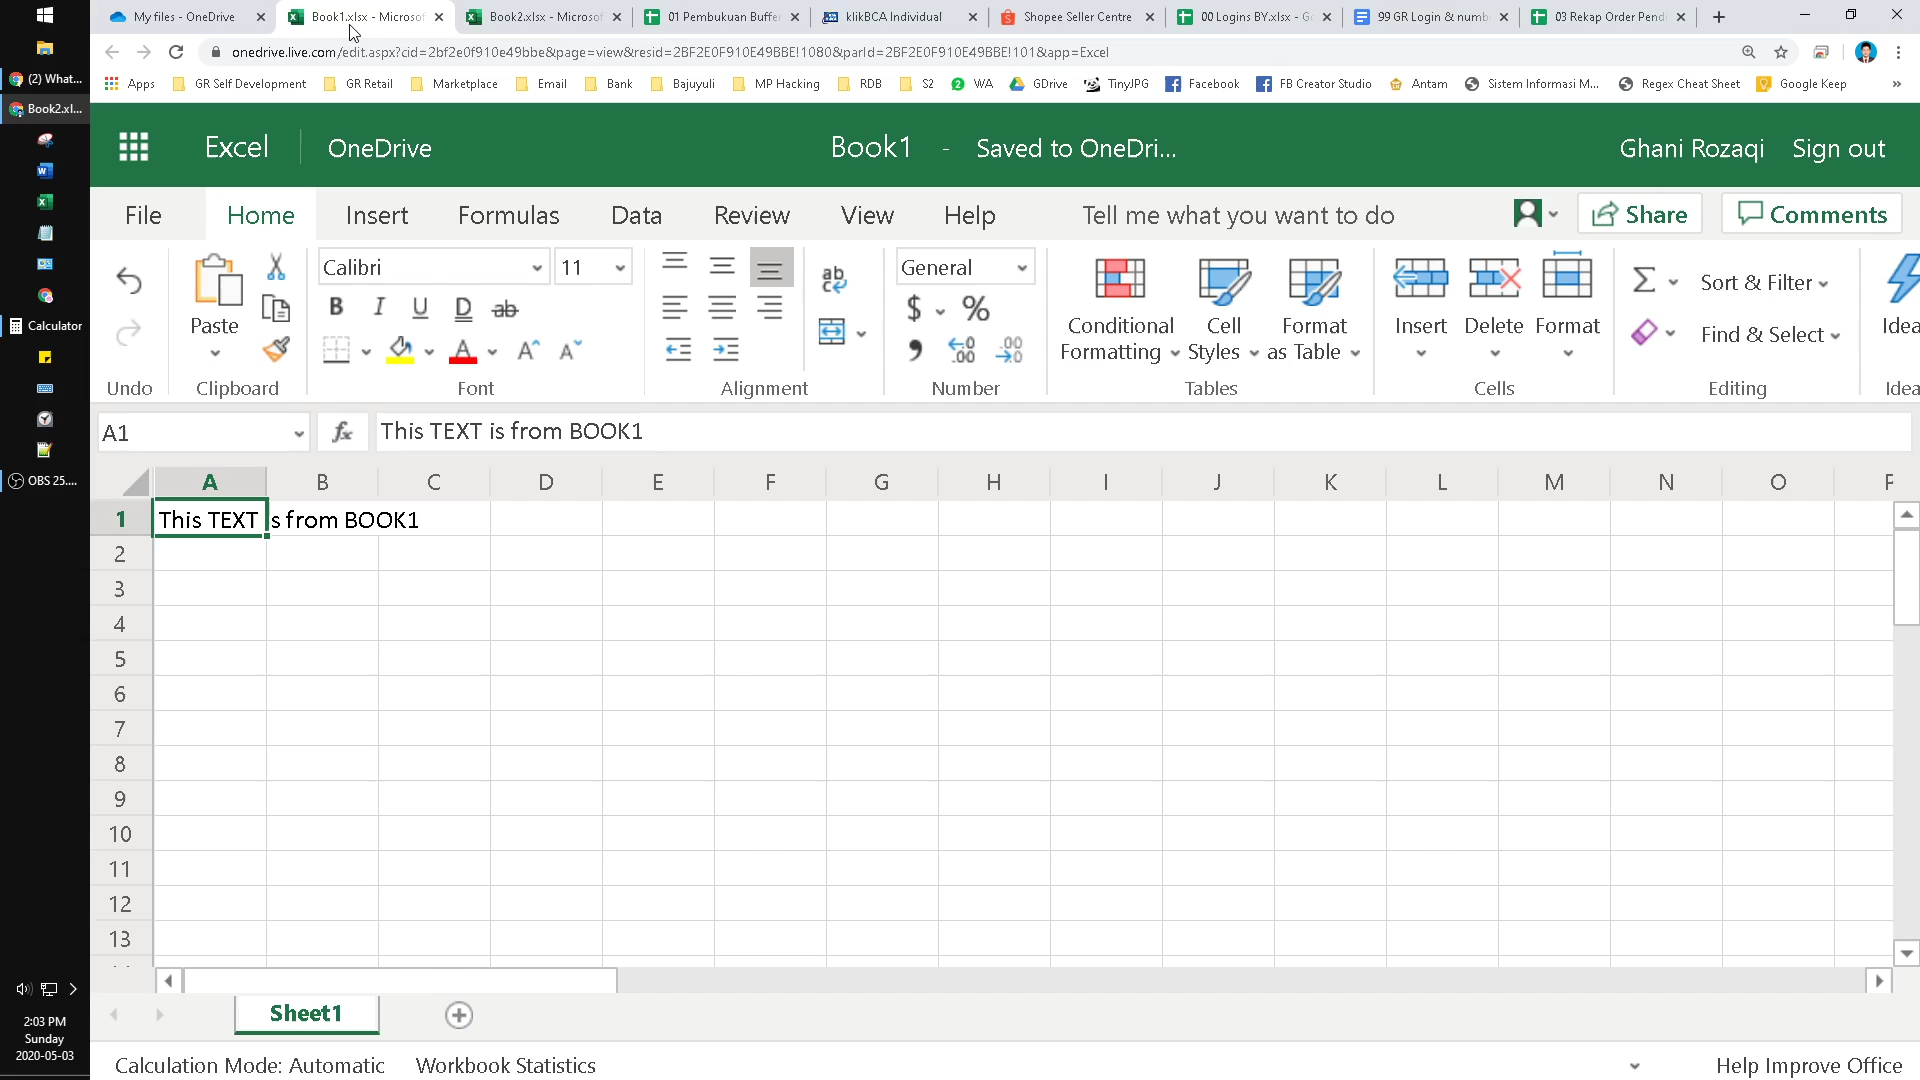 My files - OneDrive
Book1.xlsx - Microsof
Book2.xlsx - Microsof
01 Pembukuan Buffe
klikBCA Individual
Shopee Seller Centre
00 Logins BY.xlsx - G
99 GR Login & numb
03 Rekap Order Pend
(2) What...
Book2.xl...
onedrive.live.com/edit.aspx?cid=2bf2e0f910e49bbe&page=view&resid=2BF2E0F910E49BBE!1080&parId=2BF2E0F910E49BBE!101&app=Excel
Apps GR Self Development GR Retail Marketplace Email Bank Bajuyuli MP Hacking RDB S2 WA GDrive TinyJPG Facebook FB Creator Studio Antam Sistem Informasi M... Regex Cheat Sheet Google Keep »
Excel OneDrive Book1 - Saved to OneDri... Ghani Rozaqi Sign out
File Home Insert Formulas Data Review View Help Tell me what you want to do Share Comments
Calibri 11 General
Paste B I U D ab $ % Sort & Filter
Conditional Formatting Cell Styles Format as Table Insert Delete Format Find & Select Idea
Undo Clipboard Font Alignment Number Tables Cells Editing Idea
Calculator
A1 fx This TEXT is from BOOK1
OBS 25....
A B C D E F G H I J K L M N O P
1 This TEXT is from BOOK1
2
3
4
5
6
7
8
9
10
11
12
13
Sheet1
2:03 PM
Sunday
2020-05-03
Calculation Mode: Automatic Workbook Statistics Help Improve Office